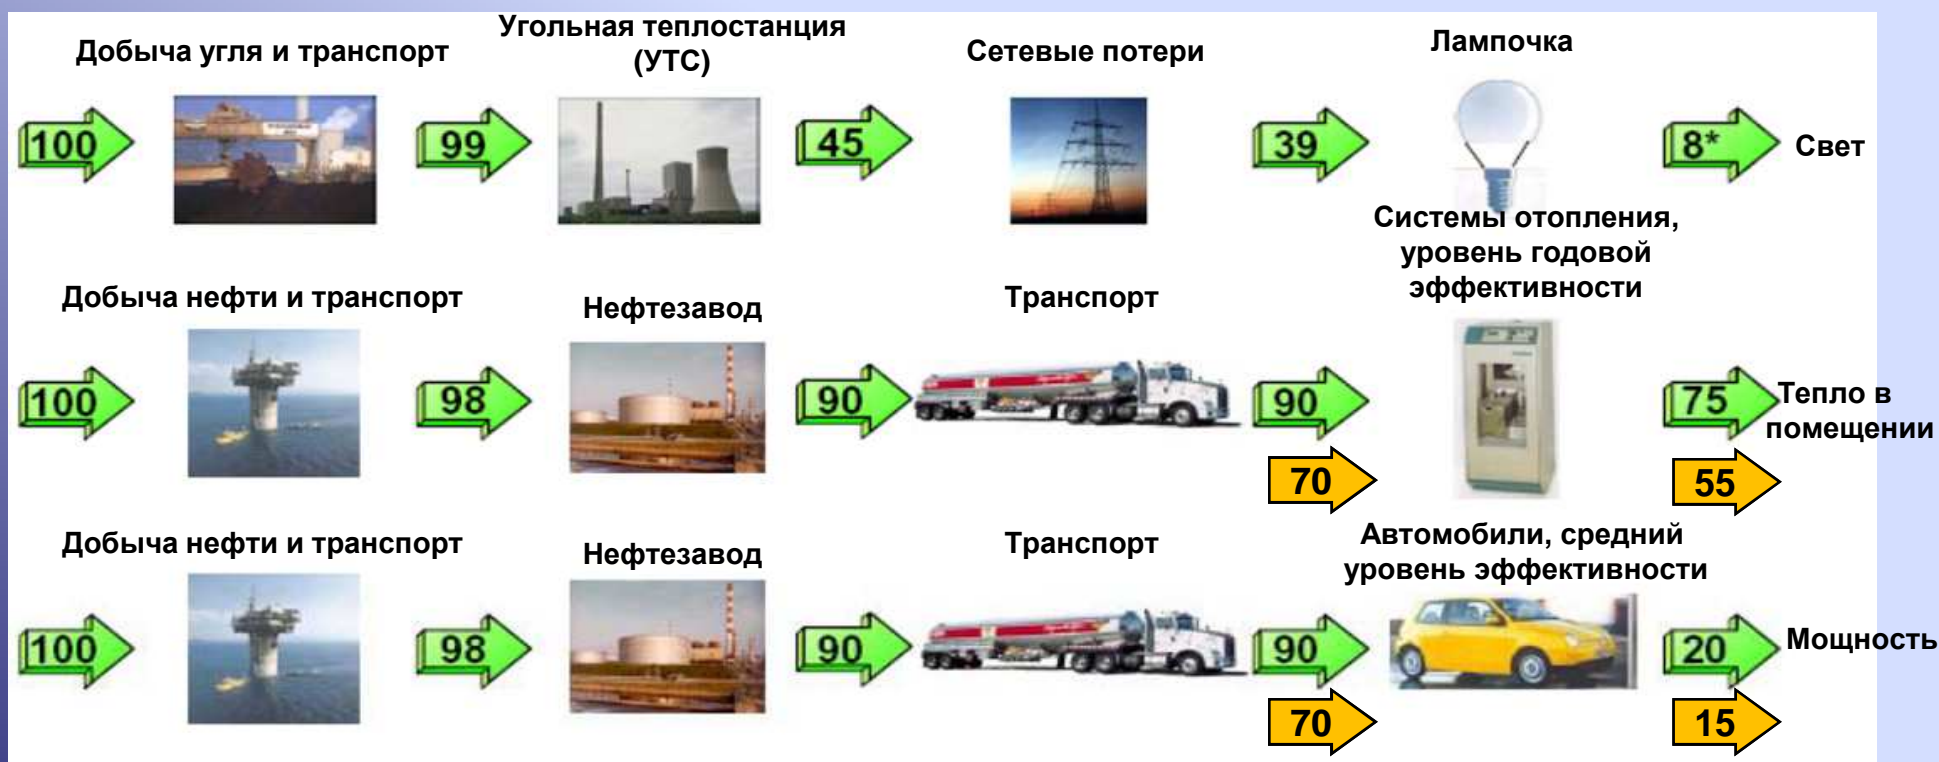 Добыча угля и транспорт
Угольная теплостанция
(УТС)
Сетевые потери
Лампочка
100
99
45
39
8*
Свет
Добыча нефти и транспорт
Нефтезавод
Транспорт
Системы отопления,
уровень годовой
эффективности
100
98
90
90
75
Тепло в
помещении
70
55
Добыча нефти и транспорт
Нефтезавод
Транспорт
Автомобили, средний
уровень эффективности
100
98
90
90
20
Мощность
70
15